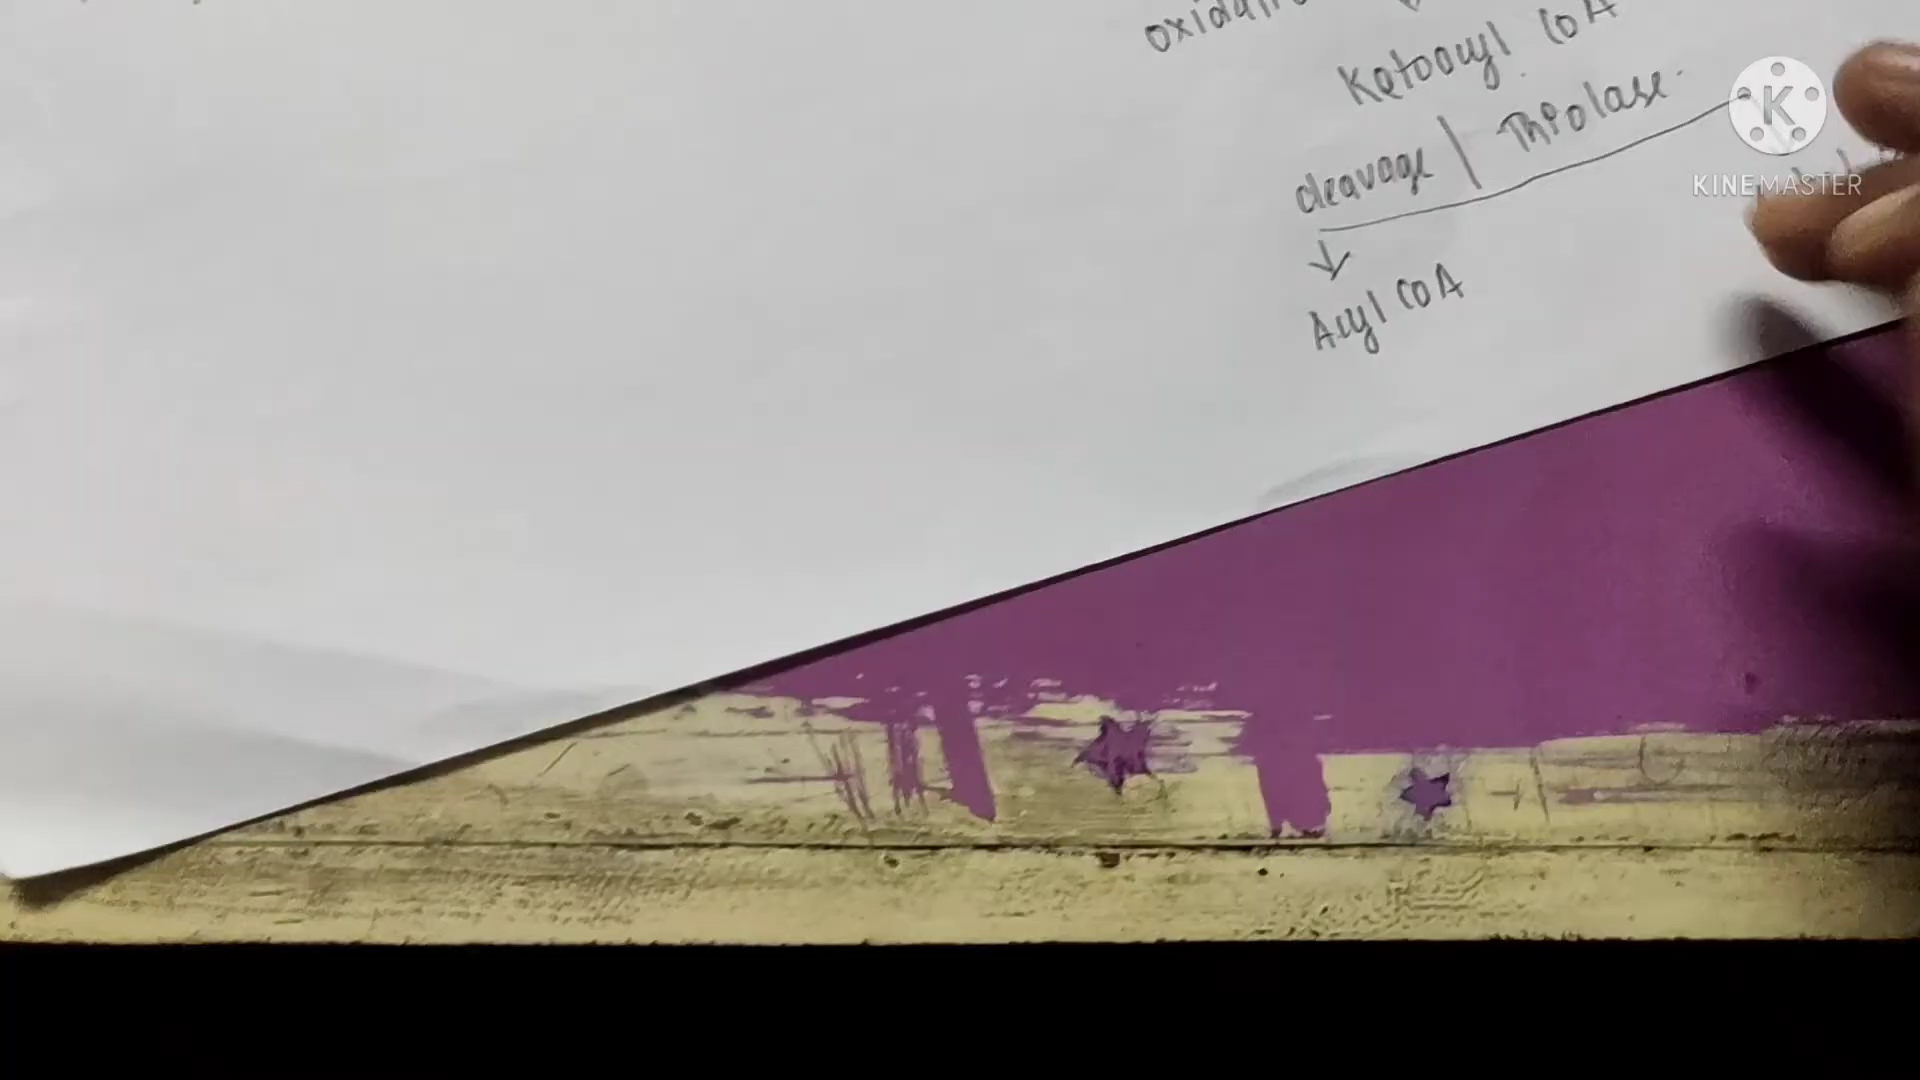 Ketoacyl CoA
cleavage | Thiolase.
Acyl CoA
KINEMASTER